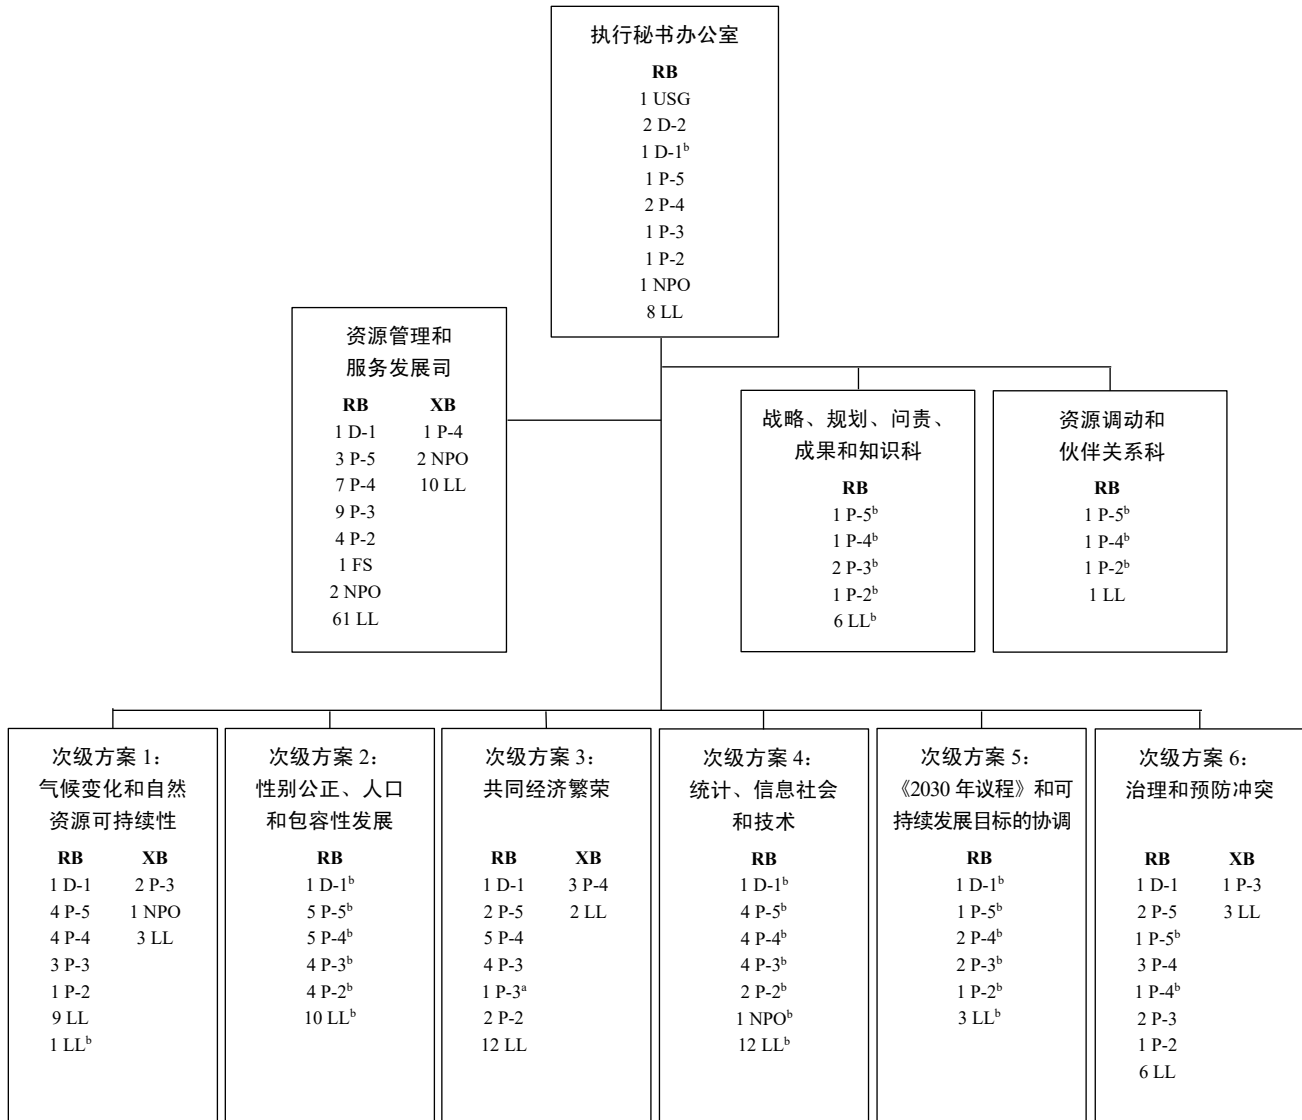 执行秘书办公室
RB
1 USG
2 D-2
1 D-1ᵇ
1 P-5
2 P-4
1 P-3
1 P-2
1 NPO
8 LL
资源管理和
服务发展司
RB XB
1 D-1 1 P-4
3 P-5 2 NPO
7 P-4 10 LL
9 P-3
4 P-2
1 FS
2 NPO
61 LL
战略、规划、问责、
成果和知识科
RB
1 P-5ᵇ
1 P-4ᵇ
2 P-3ᵇ
1 P-2ᵇ
6 LLᵇ
资源调动和
伙伴关系科
RB
1 P-5ᵇ
1 P-4ᵇ
1 P-2ᵇ
1 LL
次级方案 1：
气候变化和自然
资源可持续性
RB XB
1 D-1 2 P-3
4 P-5 1 NPO
4 P-4 3 LL
3 P-3
1 P-2
9 LL
1 LLᵇ
次级方案 2：
性别公正、人口
和包容性发展
RB
1 D-1ᵇ
5 P-5ᵇ
5 P-4ᵇ
4 P-3ᵇ
4 P-2ᵇ
10 LLᵇ
次级方案 3：
共同经济繁荣
RB XB
1 D-1 3 P-4
2 P-5 2 LL
5 P-4
4 P-3
1 P-3ᵃ
2 P-2
12 LL
次级方案 4：
统计、信息社会
和技术
RB
1 D-1ᵇ
4 P-5ᵇ
4 P-4ᵇ
4 P-3ᵇ
2 P-2ᵇ
1 NPOᵇ
12 LLᵇ
次级方案 5：
《2030 年议程》和可
持续发展目标的协调
RB
1 D-1ᵇ
1 P-5ᵇ
2 P-4ᵇ
2 P-3ᵇ
1 P-2ᵇ
3 LLᵇ
次级方案 6：
治理和预防冲突
RB XB
1 D-1 1 P-3
2 P-5 3 LL
1 P-5ᵇ
3 P-4
1 P-4ᵇ
2 P-3
1 P-2
6 LL